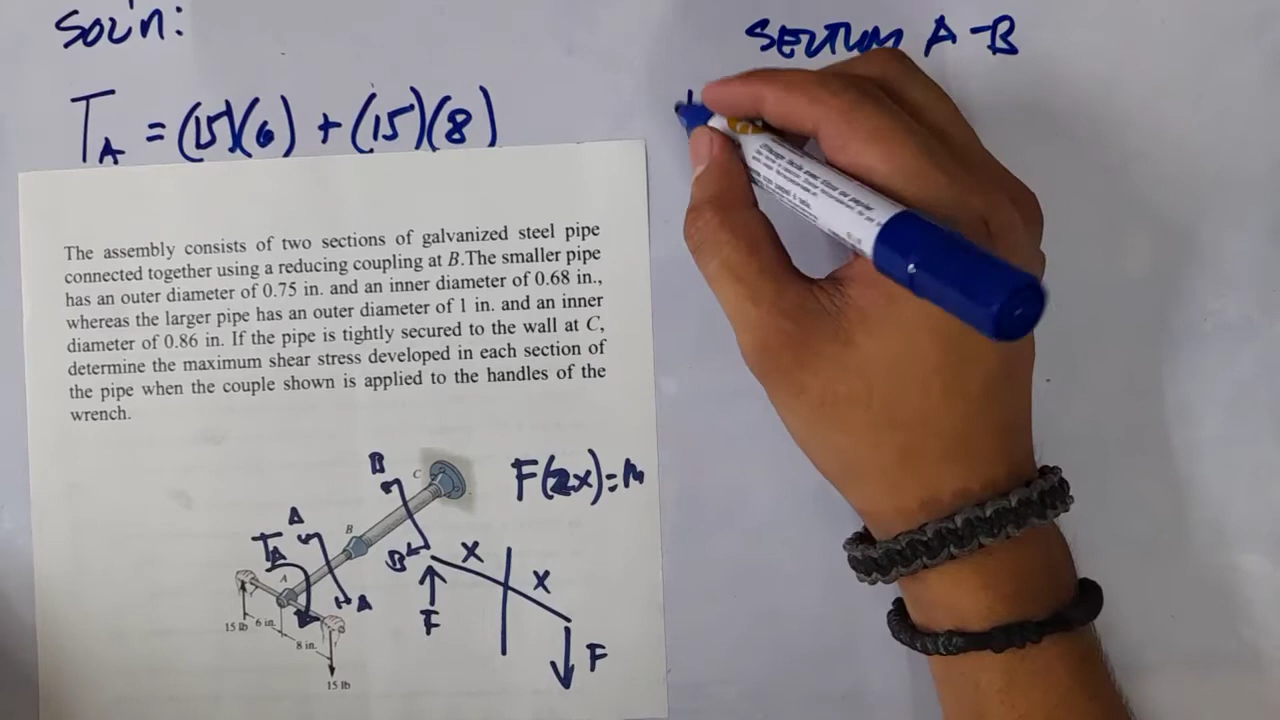 SOL'N:
SECTION A-B
T_A = (15)(6) + (15)(8)
The assembly consists of two sections of galvanized steel pipe
connected together using a reducing coupling at B.The smaller pipe
has an outer diameter of 0.75 in. and an inner diameter of 0.68 in.,
whereas the larger pipe has an outer diameter of 1 in. and an inner
diameter of 0.86 in. If the pipe is tightly secured to the wall at C,
determine the maximum shear stress developed in each section of
the pipe when the couple shown is applied to the handles of the
wrench.
B
C
F(2x)=M
A
B
T_A
B
x
A
x
A
F
15 lb
6 in.
8 in.
F
15 lb